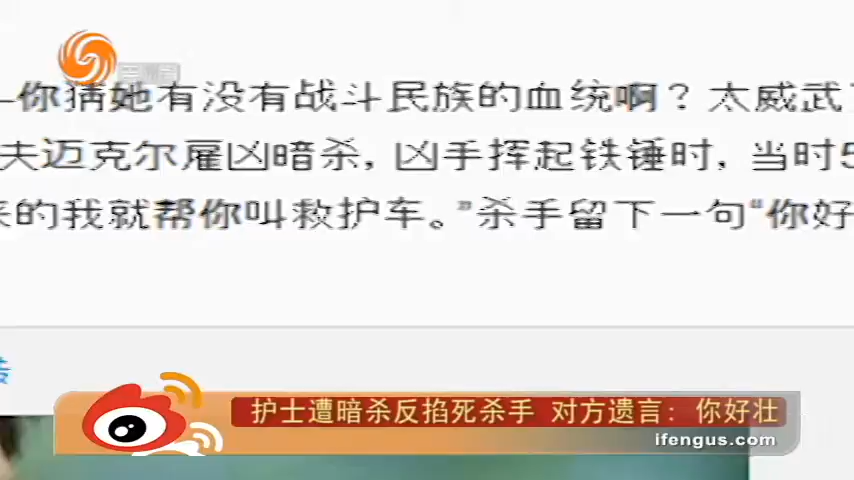 –你猜她有没有战斗民族的血统啊？太威武
夫迈克尔雇凶暗杀，凶手挥起铁锤时，当时5
的我就帮你叫救护车。”杀手留下一句“你好
护士遭暗杀反掐死杀手 对方遗言：你好壮
ifengus.com